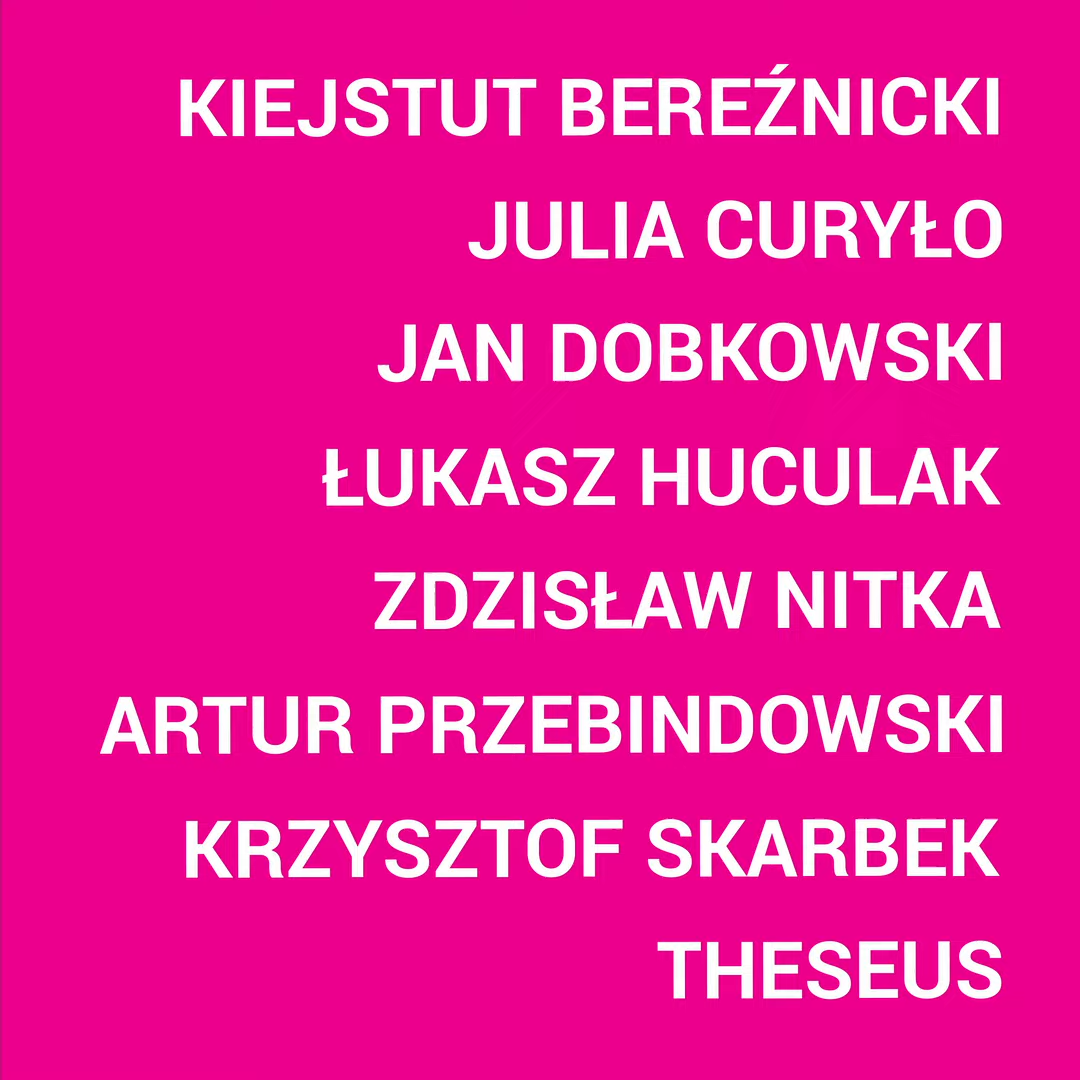 KIEJSTUT BEREŹNICKI
JULIA CURYŁO
JAN DOBKOWSKI
ŁUKASZ HUCULAK
ZDZISŁAW NITKA
ARTUR PRZEBINDOWSKI
KRZYSZTOF SKARBEK
THESEUS